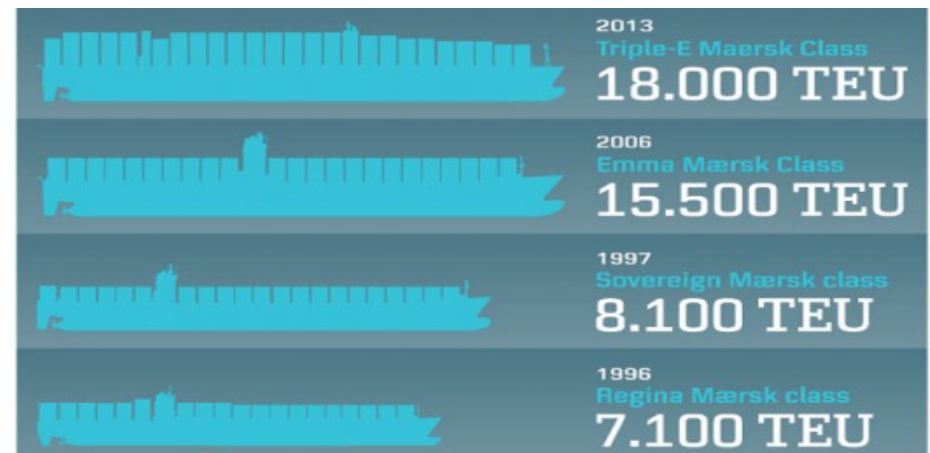 2013
Triple-E Maersk Class
18.000 TEU
2006
Emma Mærsk Class
15.500 TEU
1997
Sovereign Mærsk class
8.100 TEU
1996
Regina Mærsk class
7.100 TEU